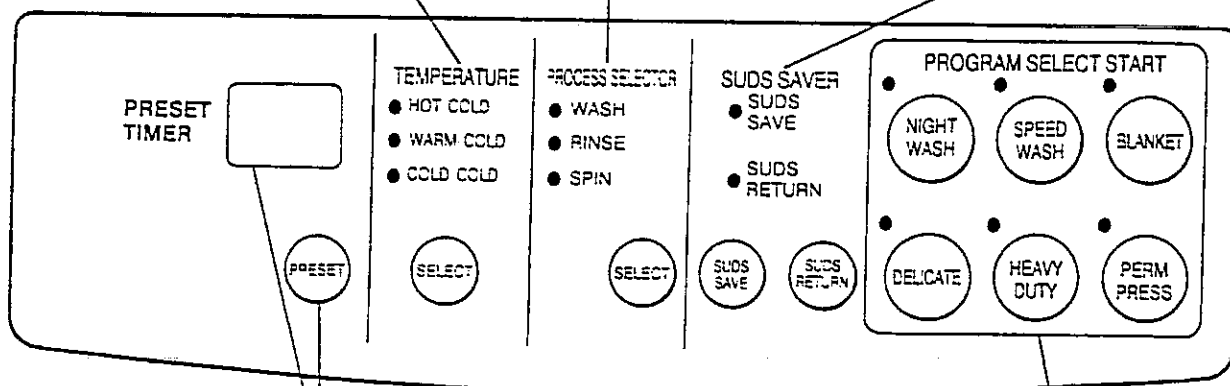 PRESET
TIMER
PRESET
TEMPERATURE
HOT COLD
WARM COLD
COLD COLD
SELECT
PROCESS SELECTOR
WASH
RINSE
SPIN
SELECT
SUDS SAVER
SUDS
SAVE
SUDS
RETURN
SUDS
SAVE
SUDS
RETURN
PROGRAM SELECT START
NIGHT
WASH
SPEED
WASH
BLANKET
DELICATE
HEAVY
DUTY
PERM
PRESS